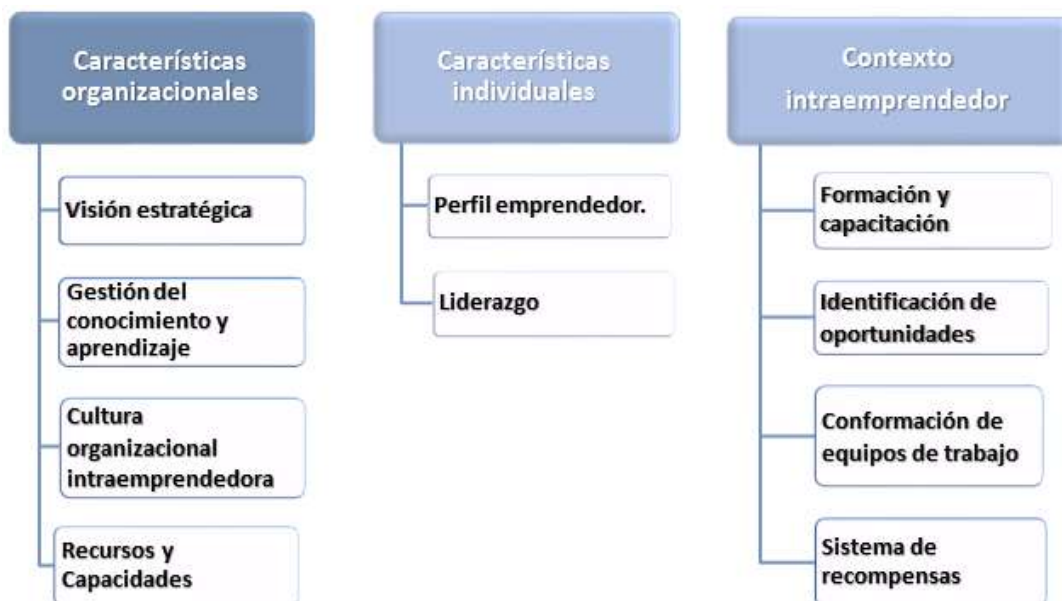 Características
organizacionales
Visión estratégica
Gestión del
conocimiento y
aprendizaje
Cultura
organizacional
intraemprendedora
Recursos y
Capacidades
Características
individuales
Perfil emprendedor.
Liderazgo
Contexto
intraemprendedor
Formación y
capacitación
Identificación de
oportunidades
Conformación de
equipos de trabajo
Sistema de
recompensas